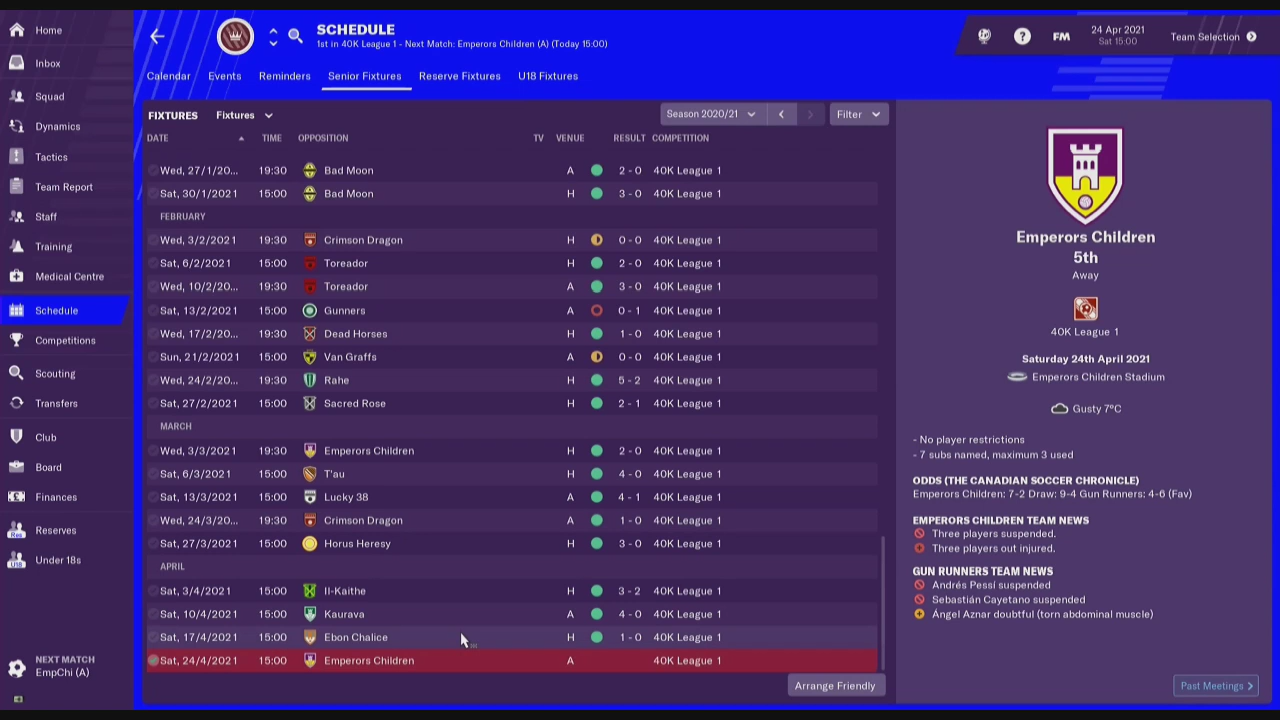 SCHEDULE
1st in 40K League 1 - Next Match: Emperors Children (A) (Today 15:00)
FM
24 Apr 2021
Sat 15:00
Team Selection
Home
Inbox
Squad
Dynamics
Tactics
Team Report
Staff
Training
Medical Centre
Schedule
Competitions
Scouting
Transfers
Club
Board
Finances
Reserves
Under 18s
NEXT MATCH
EmpChi (A)
Calendar Events Reminders Senior Fixtures Reserve Fixtures U18 Fixtures
FIXTURES Fixtures Season 2020/21 Filter
DATE TIME OPPOSITION TV VENUE RESULT COMPETITION
Wed, 27/1/20... 19:30 Bad Moon A 2 - 0 40K League 1
Sat, 30/1/2021 15:00 Bad Moon H 3 - 0 40K League 1
FEBRUARY
Wed, 3/2/2021 19:30 Crimson Dragon H 0 - 0 40K League 1
Sat, 6/2/2021 15:00 Toreador H 2 - 0 40K League 1
Wed, 10/2/20... 19:30 Toreador A 3 - 0 40K League 1
Sat, 13/2/2021 15:00 Gunners A 0 - 1 40K League 1
Wed, 17/2/20... 19:30 Dead Horses H 1 - 0 40K League 1
Sun, 21/2/2021 15:00 Van Graffs A 0 - 0 40K League 1
Wed, 24/2/20... 19:30 Rahe H 5 - 2 40K League 1
Sat, 27/2/2021 15:00 Sacred Rose H 2 - 1 40K League 1
MARCH
Wed, 3/3/2021 19:30 Emperors Children H 2 - 0 40K League 1
Sat, 6/3/2021 15:00 T'au H 4 - 0 40K League 1
Sat, 13/3/2021 15:00 Lucky 38 A 4 - 1 40K League 1
Wed, 24/3/20... 19:30 Crimson Dragon A 1 - 0 40K League 1
Sat, 27/3/2021 15:00 Horus Heresy H 3 - 0 40K League 1
APRIL
Sat, 3/4/2021 15:00 Il-Kaithe H 3 - 2 40K League 1
Sat, 10/4/2021 15:00 Kaurava A 4 - 0 40K League 1
Sat, 17/4/2021 15:00 Ebon Chalice H 1 - 0 40K League 1
Sat, 24/4/2021 15:00 Emperors Children A 40K League 1
Arrange Friendly
Emperors Children
5th
Away
40K League 1
Saturday 24th April 2021
Emperors Children Stadium
Gusty 7°C
- No player restrictions
- 7 subs named, maximum 3 used
ODDS (THE CANADIAN SOCCER CHRONICLE)
Emperors Children: 7-2 Draw: 9-4 Gun Runners: 4-6 (Fav)
EMPERORS CHILDREN TEAM NEWS
Three players suspended.
Three players out injured.
GUN RUNNERS TEAM NEWS
Andrés Pessí suspended
Sebastián Cayetano suspended
Ángel Aznar doubtful (torn abdominal muscle)
Past Meetings